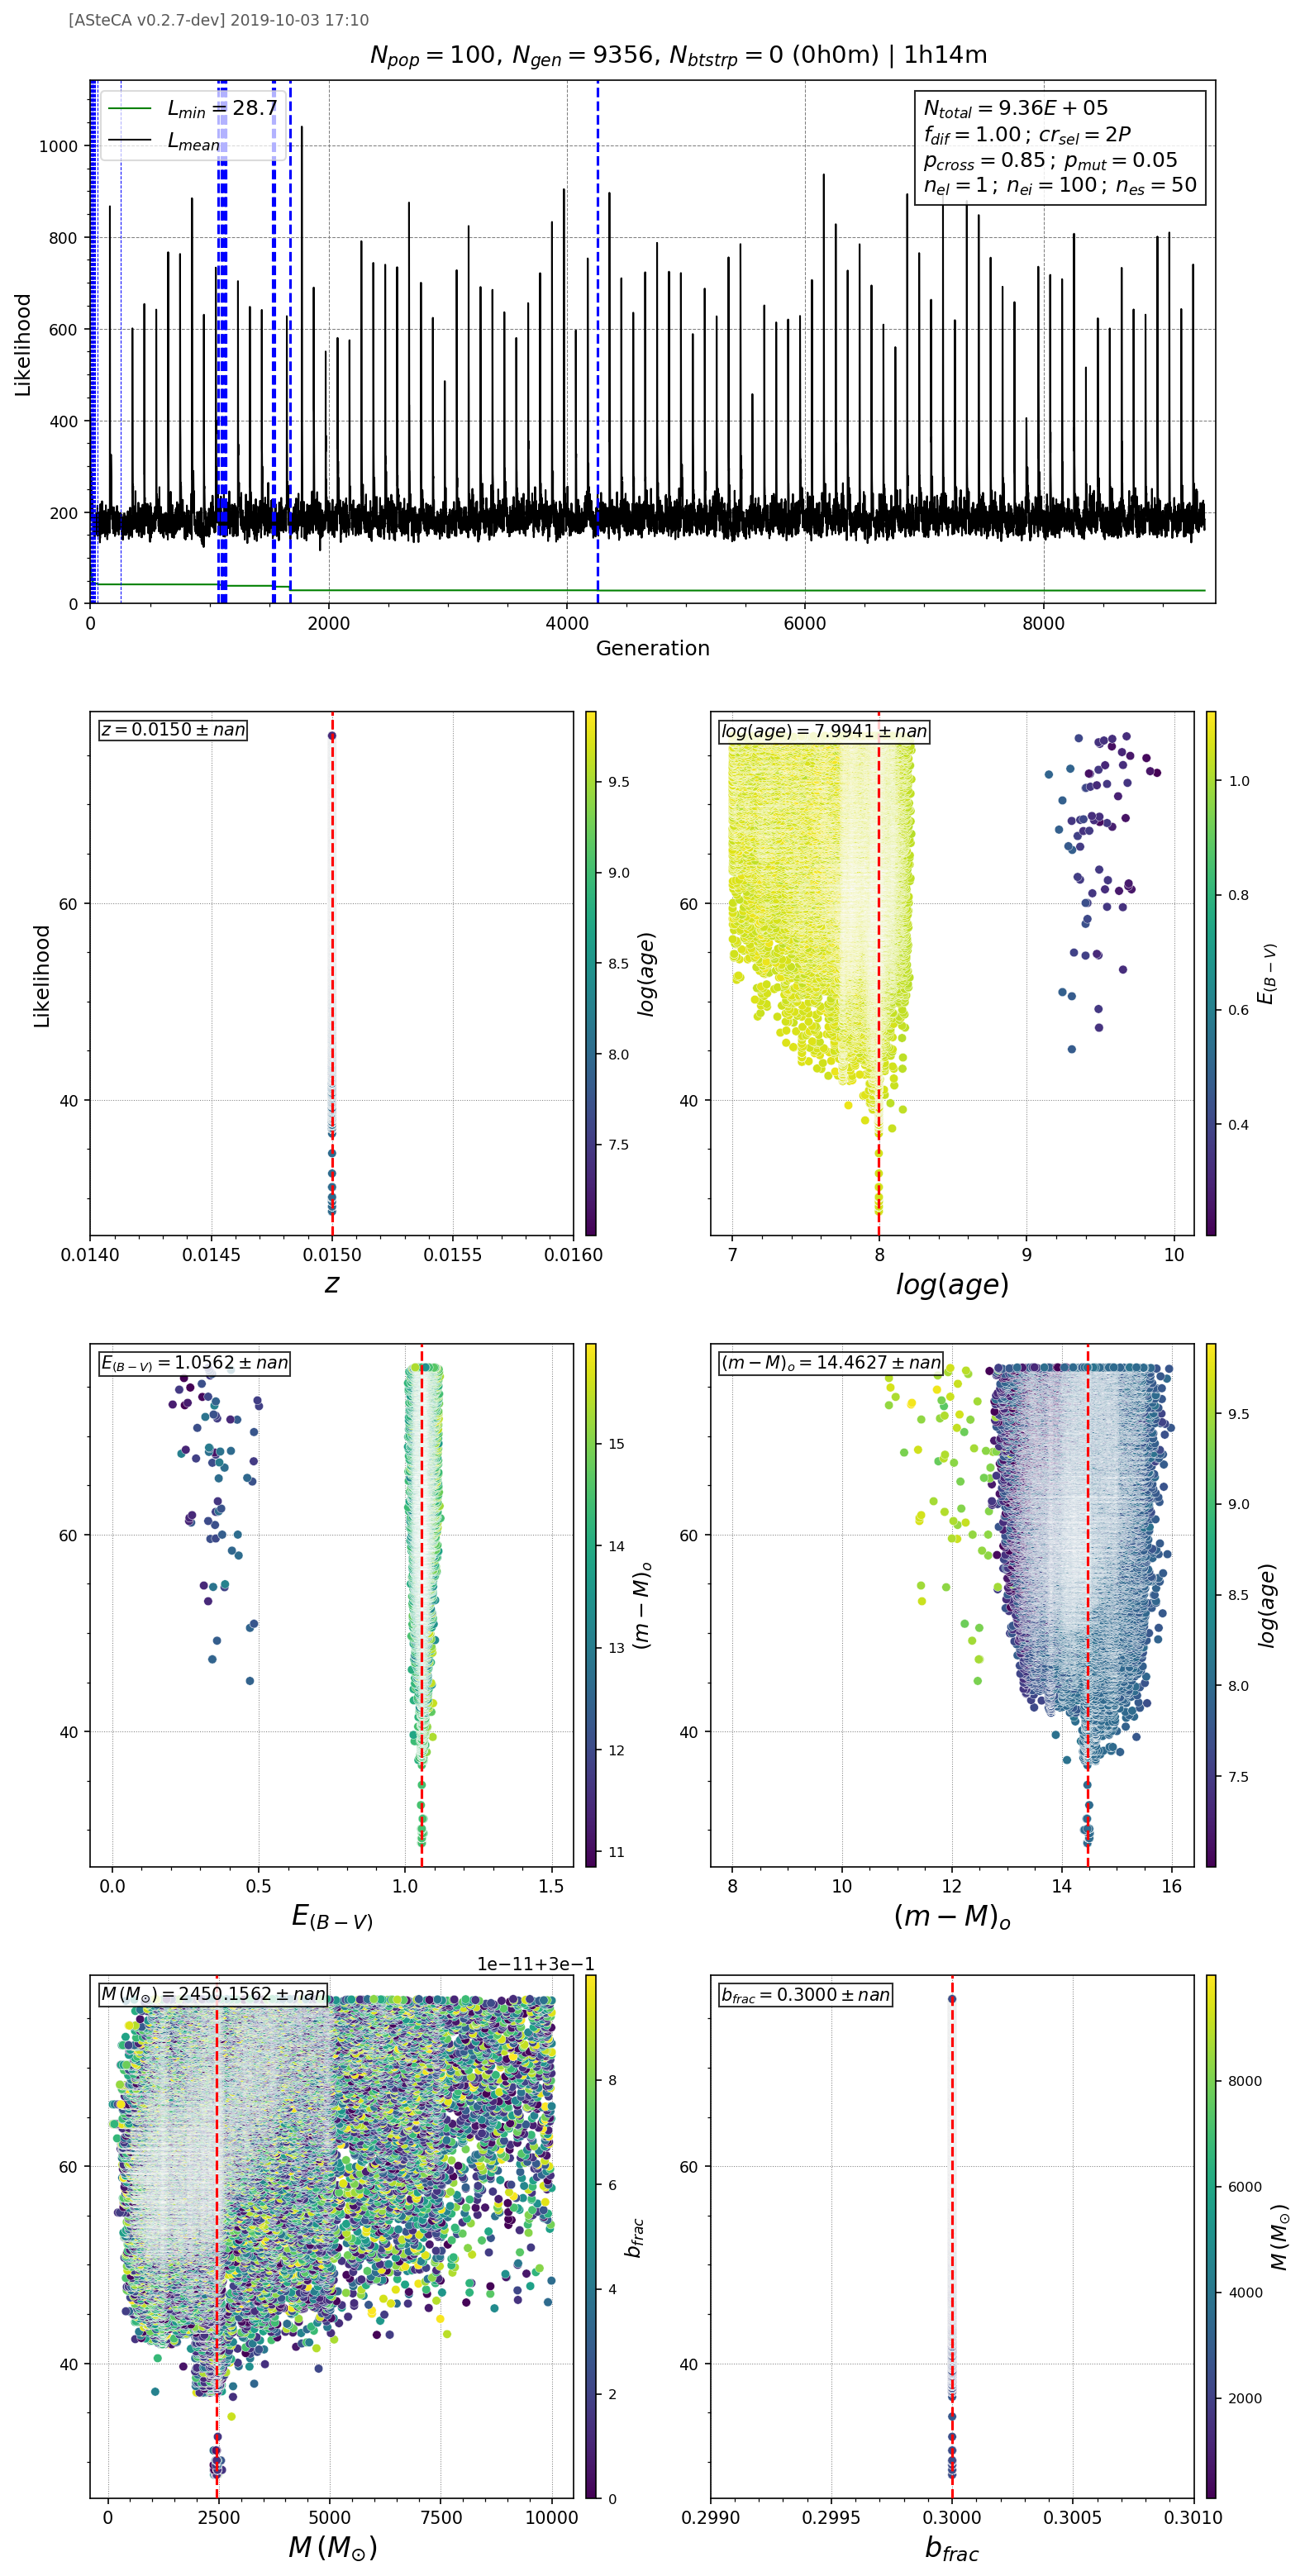 [ASteCA v0.2.7-dev] 2019-10-03 17:10
N_pop = 100, N_gen = 9356, N_btstrp = 0 (0h0m) | 1h14m
L_min = 28.7
L_mean
N_total = 9.36E + 05
f_dif = 1.00 ; cr_sel = 2P
p_cross = 0.85 ; p_mut = 0.05
n_el = 1 ; n_ei = 100 ; n_es = 50
Likelihood
1000
800
600
400
200
0
0 2000 4000 6000 8000
Generation
z = 0.0150 ± nan
Likelihood
60
40
0.0140 0.0145 0.0150 0.0155 0.0160
z
9.5
9.0
8.5
8.0
7.5
log(age)
log(age) = 7.9941 ± nan
60
40
7 8 9 10
log(age)
1.0
0.8
0.6
0.4
E_(B−V)
E_(B−V) = 1.0562 ± nan
60
40
0.0 0.5 1.0 1.5
E_(B−V)
15
14
13
12
11
(m − M)_o
(m − M)_o = 14.4627 ± nan
60
40
8 10 12 14 16
(m − M)_o
9.5
9.0
8.5
8.0
7.5
log(age)
1e−11+3e−1
M (M_⊙) = 2450.1562 ± nan
60
40
0 2500 5000 7500 10000
M (M_⊙)
8
6
4
2
0
b_frac
b_frac = 0.3000 ± nan
60
40
0.2990 0.2995 0.3000 0.3005 0.3010
b_frac
8000
6000
4000
2000
M (M_⊙)